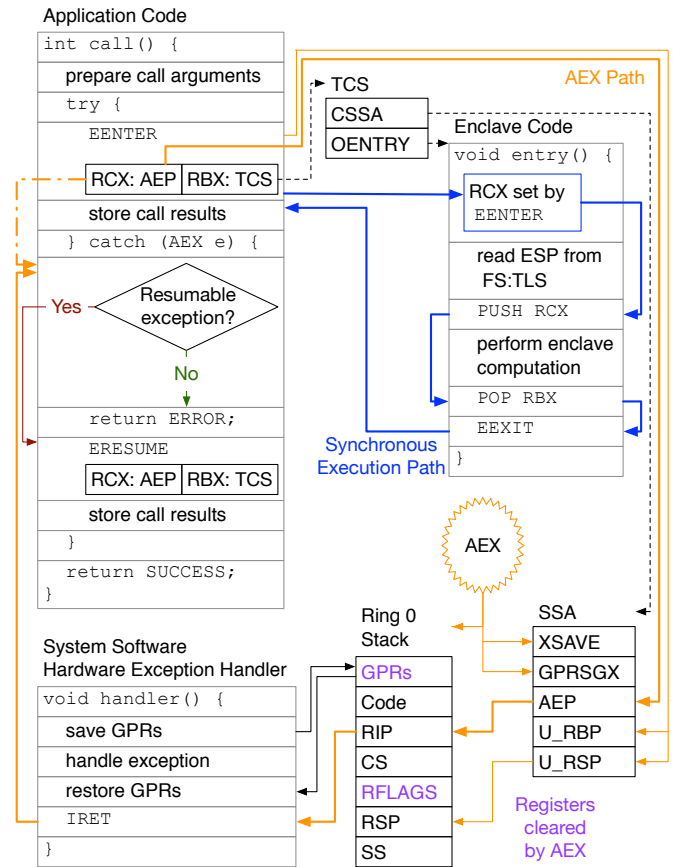 Application Code
int call() {
prepare call arguments
try {
EENTER
RCX: AEP
RBX: TCS
store call results
} catch (AEX e) {
Resumable
exception?
Yes
No
return ERROR;
ERESUME
RCX: AEP
RBX: TCS
store call results
}
return SUCCESS;
}
AEX Path
TCS
CSSA
OENTRY
Enclave Code
void entry() {
RCX set by
EENTER
read ESP from
FS:TLS
PUSH RCX
perform enclave
computation
POP RBX
EEXIT
}
Synchronous
Execution Path
AEX
System Software
Hardware Exception Handler
void handler() {
save GPRs
handle exception
restore GPRs
IRET
}
Ring 0
Stack
GPRs
Code
RIP
CS
RFLAGS
RSP
SS
SSA
XSAVE
GPRSGX
AEP
U_RBP
U_RSP
Registers
cleared
by AEX